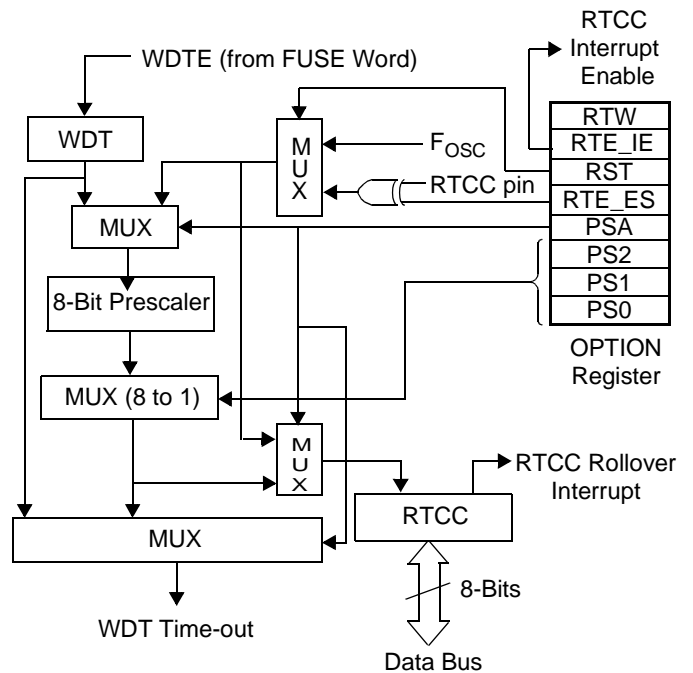 RTCC
Interrupt
Enable
WDTE (from FUSE Word)
WDT
MUX
FOSC
RTCC pin
RTW
RTE_IE
RST
RTE_ES
PSA
PS2
PS1
PS0
OPTION
Register
MUX
8-Bit Prescaler
MUX (8 to 1)
MUX
RTCC Rollover
Interrupt
RTCC
MUX
8-Bits
WDT Time-out
Data Bus